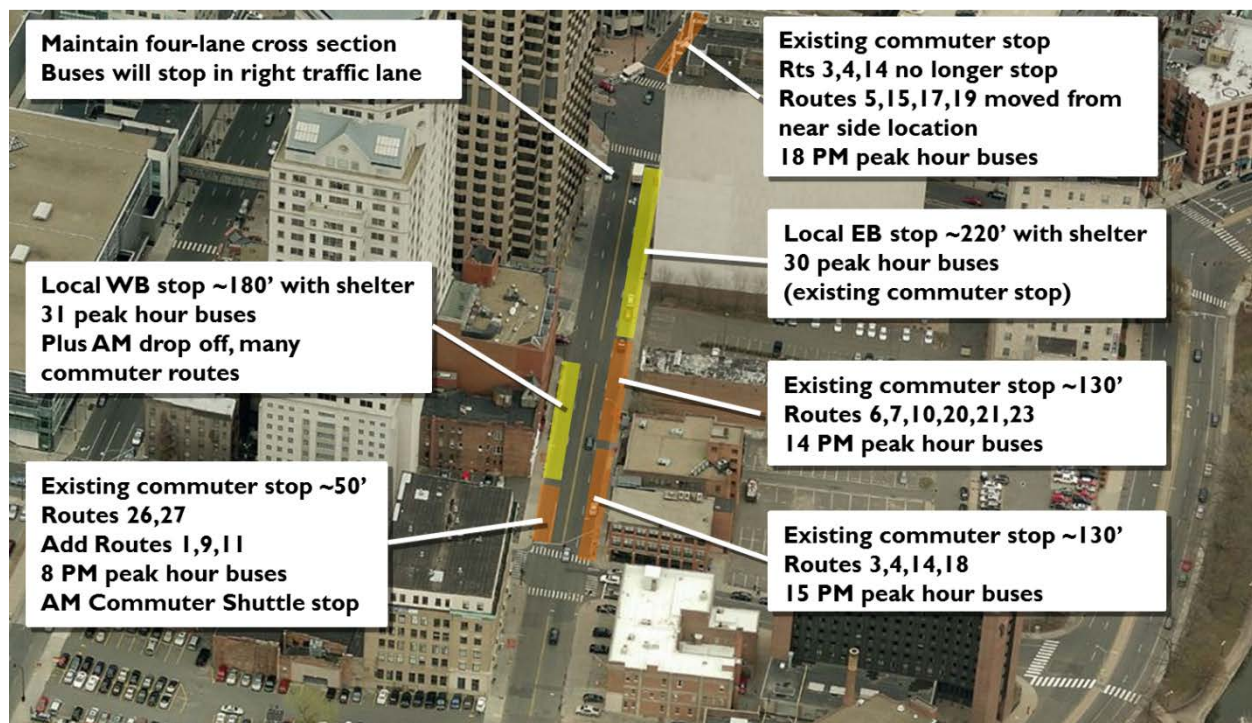 Maintain four-lane cross section
Buses will stop in right traffic lane
Existing commuter stop
Rts 3,4,14 no longer stop
Routes 5,15,17,19 moved from
near side location
18 PM peak hour buses
Local EB stop ~220' with shelter
30 peak hour buses
(existing commuter stop)
Local WB stop ~180' with shelter
31 peak hour buses
Plus AM drop off, many
commuter routes
Existing commuter stop ~130'
Routes 6,7,10,20,21,23
14 PM peak hour buses
Existing commuter stop ~50'
Routes 26,27
Add Routes 1,9,11
8 PM peak hour buses
AM Commuter Shuttle stop
Existing commuter stop ~130'
Routes 3,4,14,18
15 PM peak hour buses